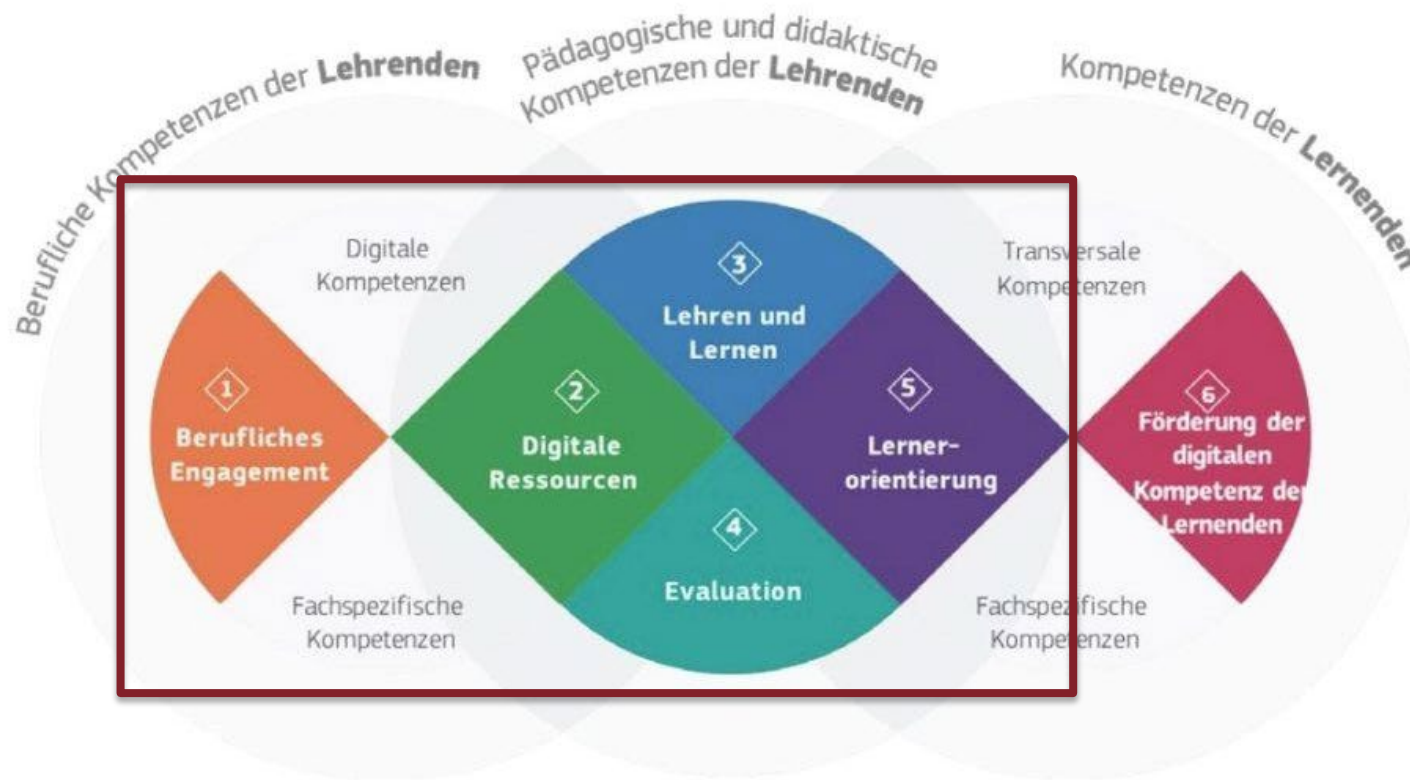 Berufliche Kompetenzen der Lehrenden
Pädagogische und didaktische
Kompetenzen der Lehrenden
Kompetenzen der Lernenden
Digitale
Kompetenzen
Transversale
Kompetenzen
1
Berufliches
Engagement
2
Digitale
Ressourcen
3
Lehren und
Lernen
4
Evaluation
5
Lerner-
orientierung
6
Förderung der
digitalen
Kompetenz der
Lernenden
Fachspezifische
Kompetenzen
Fachspezifische
Kompetenzen